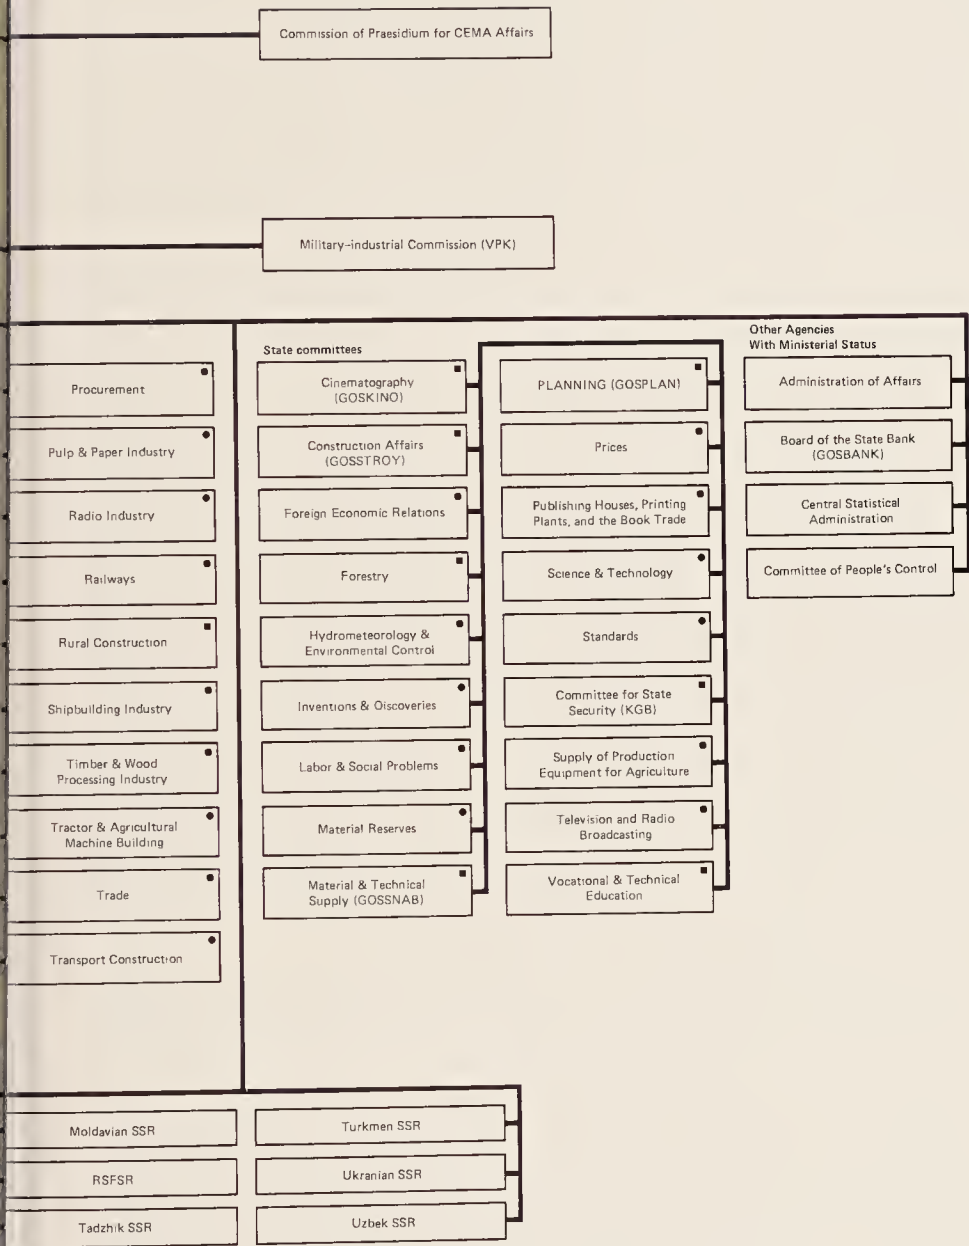 Commission of Praesidium for CEMA Affairs
Military-industrial Commission (VPK)
Procurement
Pulp & Paper Industry
Radio Industry
Railways
Rural Construction
Shipbuilding Industry
Timber & Wood
Processing Industry
Tractor & Agricultural
Machine Building
Trade
Transport Construction
State committees
Cinematography
(GOSKINO)
Construction Affairs
(GOSSTROY)
Foreign Economic Relations
Forestry
Hydrometeorology &
Environmental Control
Inventions & Discoveries
Labor & Social Problems
Material Reserves
Material & Technical
Supply (GOSSNAB)
PLANNING (GOSPLAN)
Prices
Publishing Houses, Printing
Plants, and the Book Trade
Science & Technology
Standards
Committee for State
Security (KGB)
Supply of Production
Equipment for Agriculture
Television and Radio
Broadcasting
Vocational & Technical
Education
Other Agencies
With Ministerial Status
Administration of Affairs
Board of the State Bank
(GOSBANK)
Central Statistical
Administration
Committee of People's Control
Moldavian SSR
RSFSR
Tadzhik SSR
Turkmen SSR
Ukranian SSR
Uzbek SSR